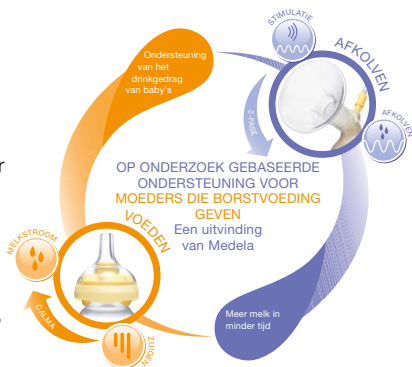 STIMULATIE
AFKOLVEN
Ondersteuning
van het
drinkgedrag
van baby's
2-FASE
AFKOLVEN
r
OP ONDERZOEK GEBASEERDE
ONDERSTEUNING VOOR
MOEDERS DIE BORSTVOEDING
GEVEN
Een uitvinding
van Medela
VOEDEN
MELKSTROOM
CALMA
ZUIGEN
Meer melk in
minder tijd